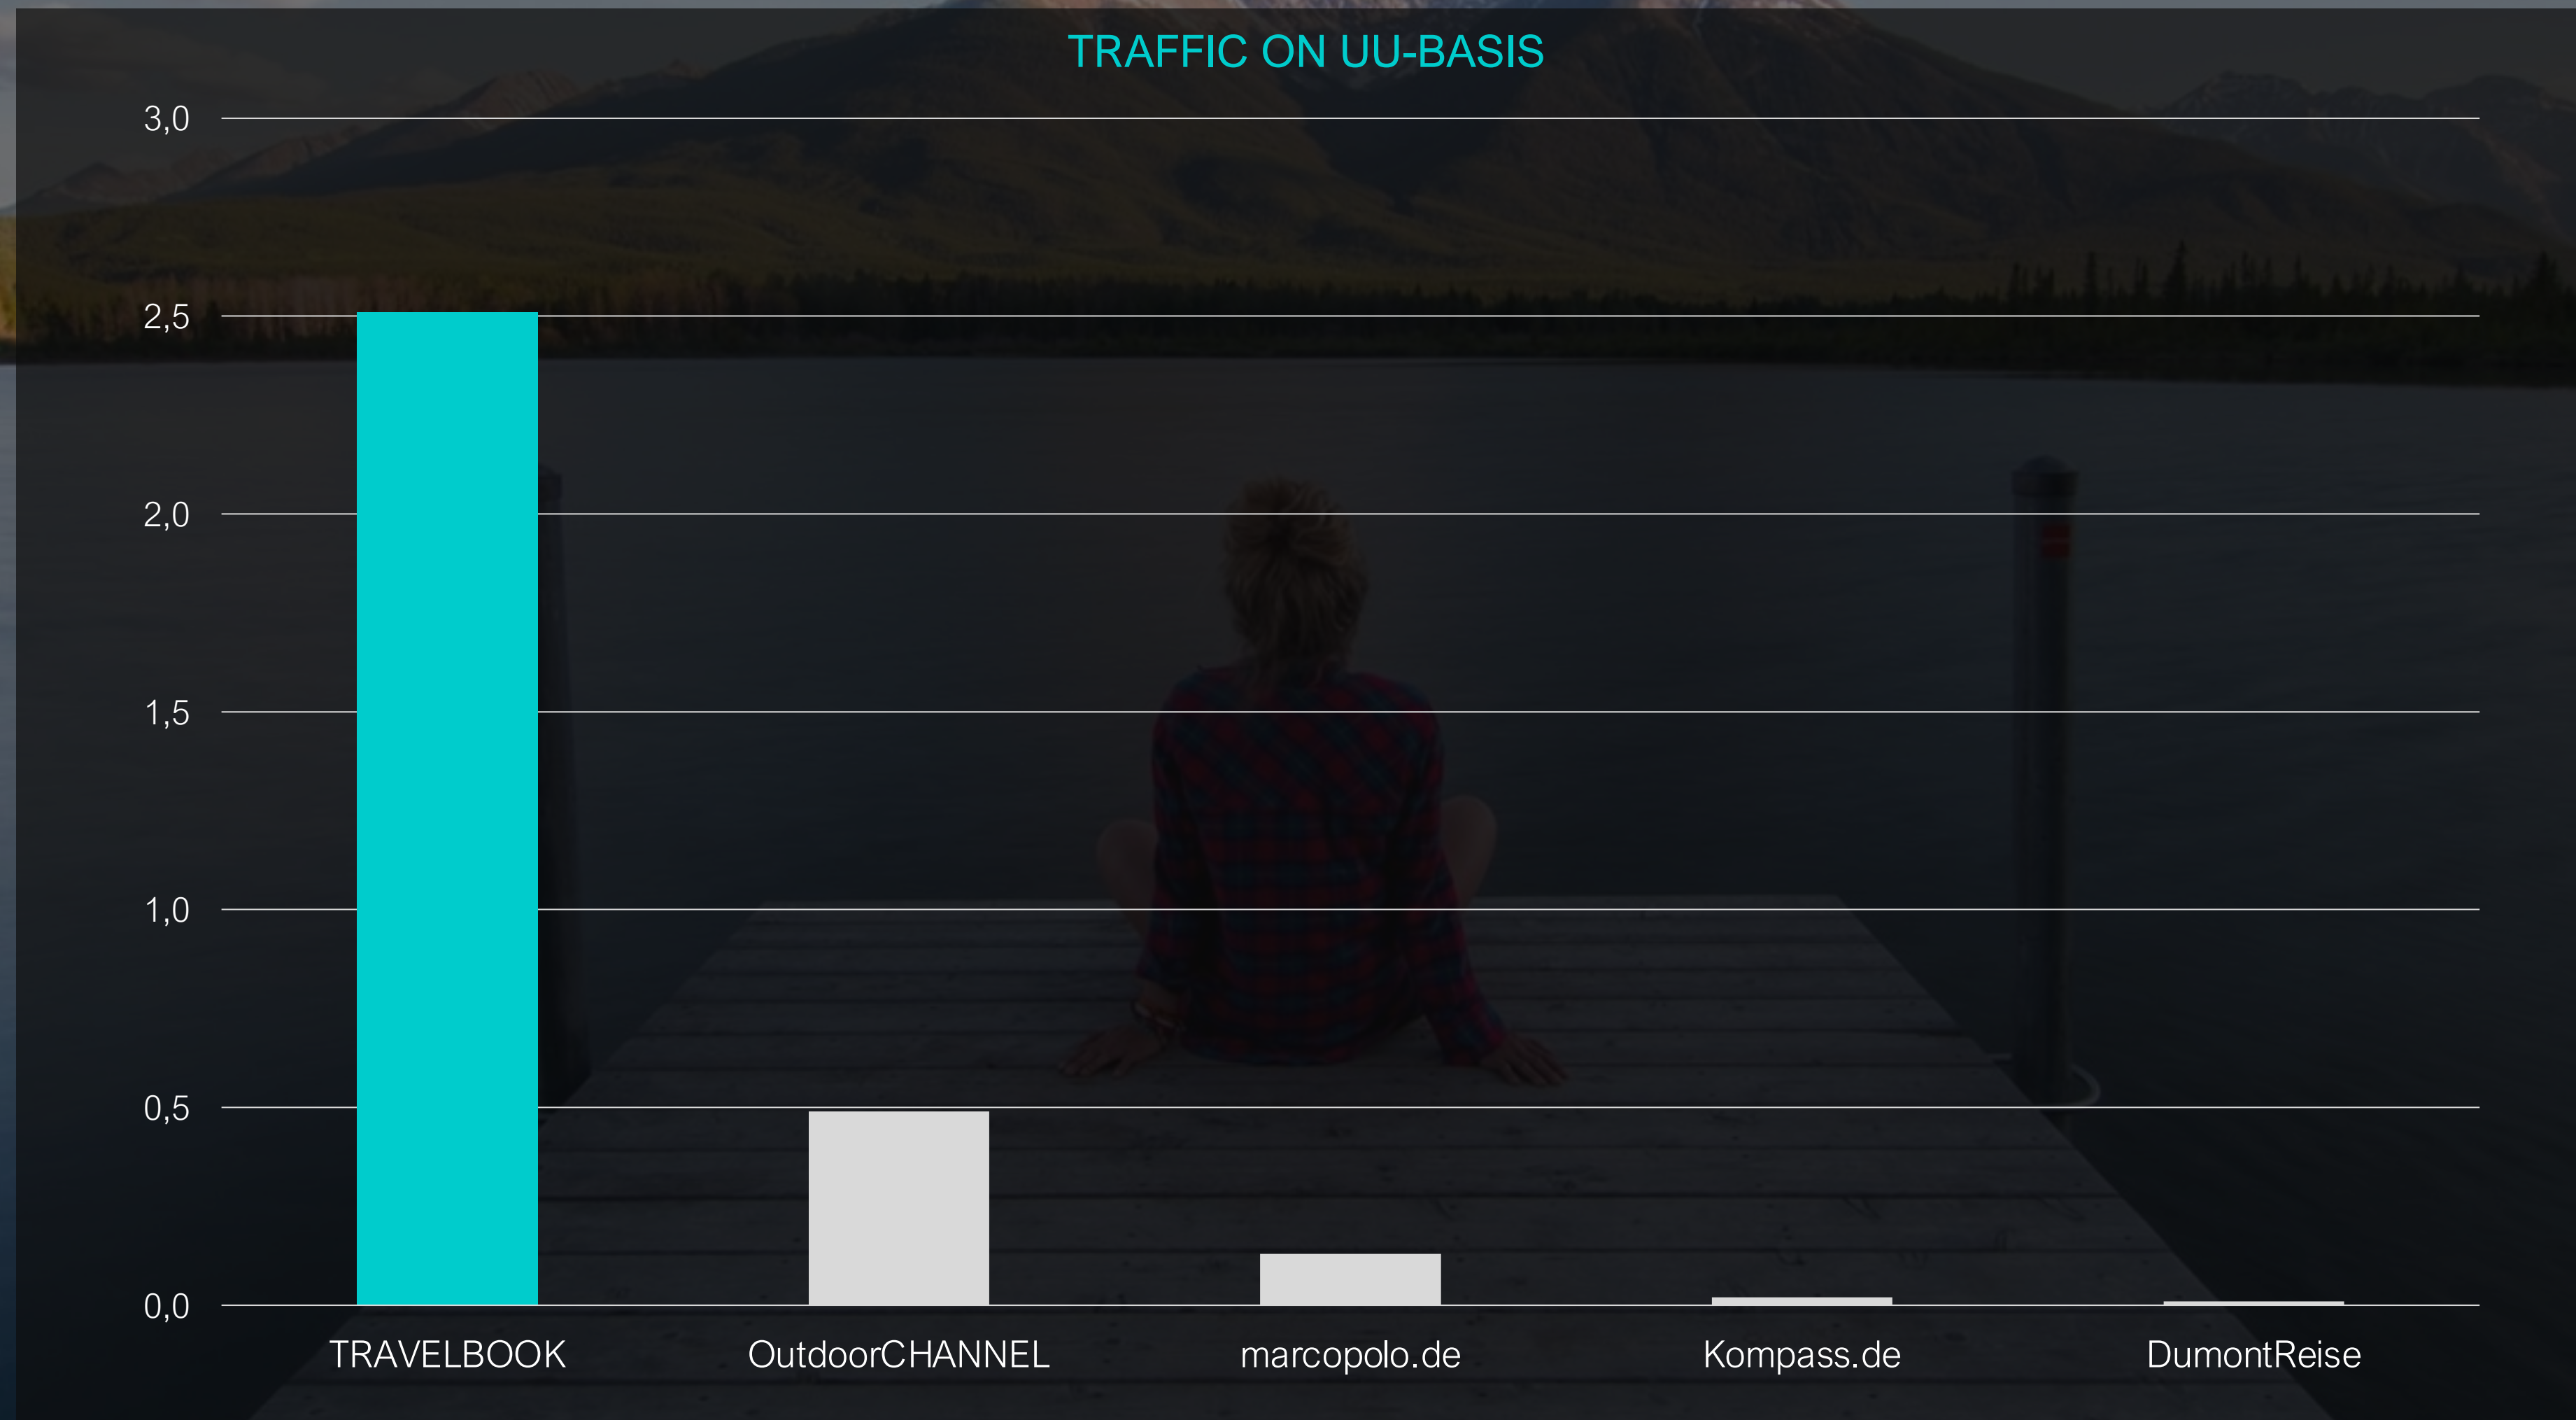 TRAFFIC ON UU-BASIS
3,0
2,5
2,0
1,5
1,0
0,5
0,0
TRAVELBOOK
OutdoorCHANNEL
marcopolo.de
Kompass.de
DumontReise